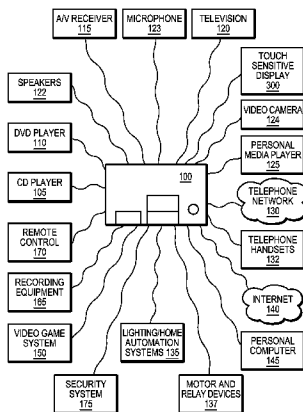 A/V RECEIVER
115
MICROPHONE
123
TELEVISION
120
TOUCH
SENSITIVE
DISPLAY
300
SPEAKERS
122
VIDEO CAMERA
124
DVD PLAYER
110
PERSONAL
MEDIA PLAYER
125
100
CD PLAYER
105
TELEPHONE
NETWORK
130
REMOTE
CONTROL
170
TELEPHONE
HANDSETS
132
RECORDING
EQUIPMENT
165
INTERNET
140
VIDEO GAME
SYSTEM
150
LIGHTING/HOME
AUTOMATION
SYSTEMS 135
PERSONAL
COMPUTER
145
SECURITY
SYSTEM
175
MOTOR AND
RELAY DEVICES
137